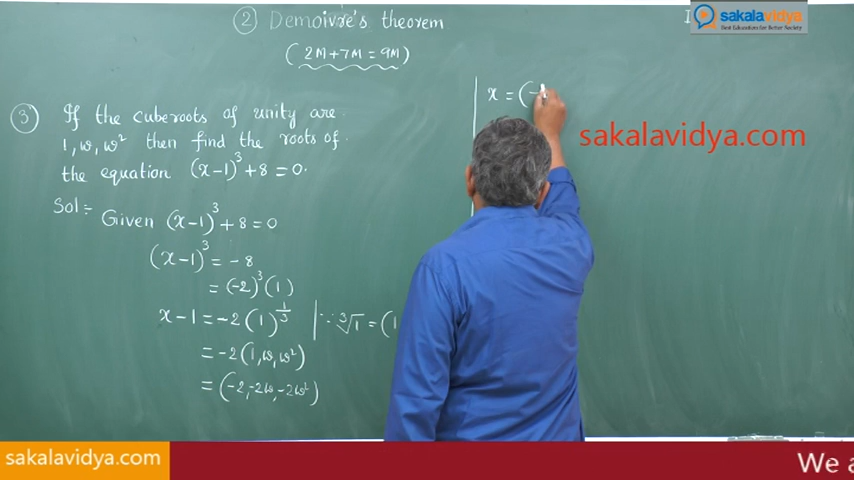 ② Demoivre's theorem
(2M+7M=9M)
sakalavidya
Best Education for Better Society
③ If the cuberoots of unity are
1, ω, ω² then find the roots of
the equation (x-1)³+8=0.
Sol:- Given (x-1)³+8=0
(x-1)³ = -8
= (-2)³(1)
x-1 = -2(1)^{1/3} | ∵ ³√1 = (1
= -2(1, ω, ω²)
= (-2, -2ω, -2ω²)
x = (-1
sakalavidya.com
sakalavidya.com
We a